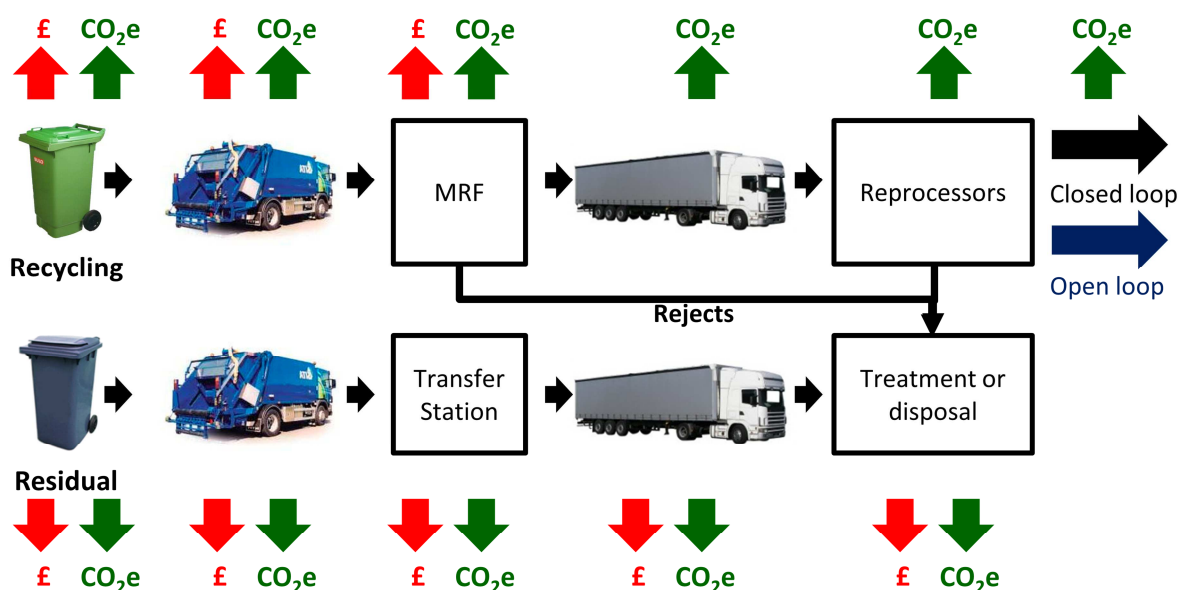 £ CO₂e £ CO₂e £ CO₂e CO₂e CO₂e CO₂e
MRF
Reprocessors
Closed loop
Open loop
Recycling
Rejects
Transfer
Station
Treatment or
disposal
Residual
£ CO₂e £ CO₂e £ CO₂e £ CO₂e £ CO₂e